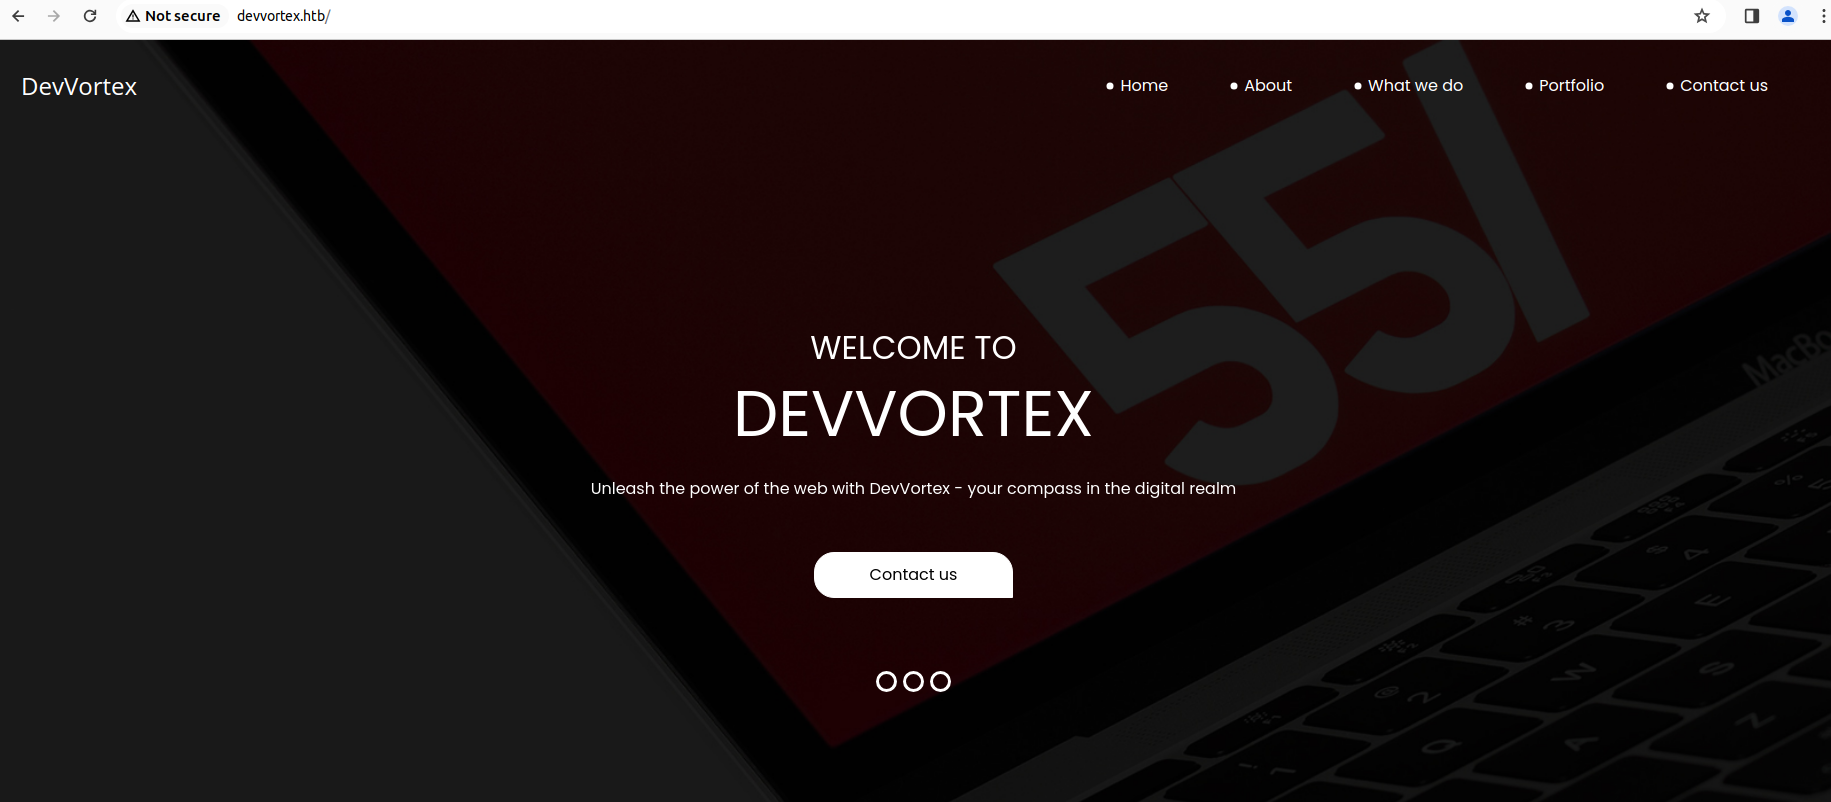 Not secure devvortex.htb/
DevVortex
Home About What we do Portfolio Contact us
55/
WELCOME TO
DEVVORTEX
Unleash the power of the web with DevVortex - your compass in the digital realm
Contact us